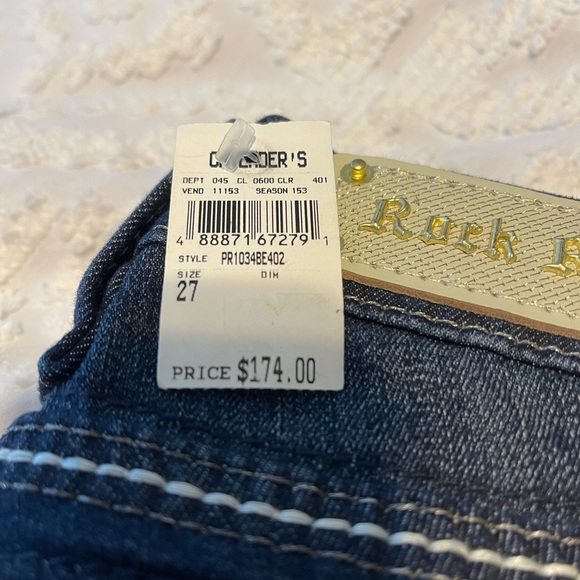 DEPT 045 CL 0600 CLR 401
VEND 11153 SEASON 153
4 88871 67279 1
STYLE PR1034BE402
SIZE DIM
27
PRICE $174.00
Rock